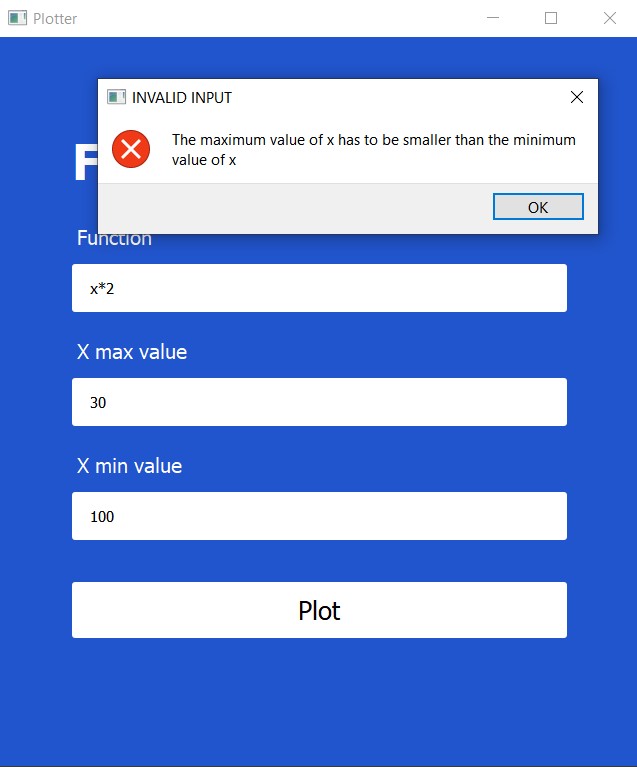 Plotter
INVALID INPUT
The maximum value of x has to be smaller than the minimum
value of x
OK
Function
x*2
X max value
30
X min value
100
Plot